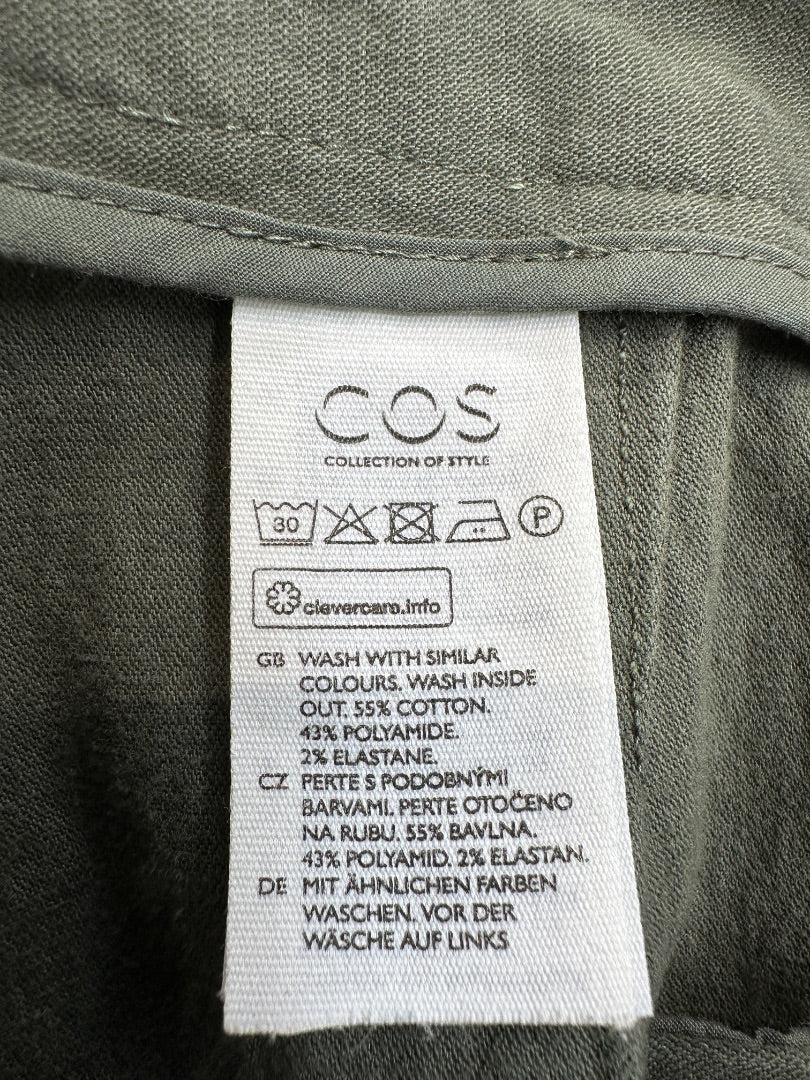 COS
COLLECTION OF STYLE
30
P
clevercare.info
GB WASH WITH SIMILAR
COLOURS. WASH INSIDE
OUT. 55% COTTON.
43% POLYAMIDE.
2% ELASTANE.
CZ PERTE S PODOBNÝMI
BARVAMI. PERTE OTOČENO
NA RUBU. 55% BAVLNA.
43% POLYAMID. 2% ELASTAN.
DE MIT ÄHNLICHEN FARBEN
WASCHEN. VOR DER
WÄSCHE AUF LINKS